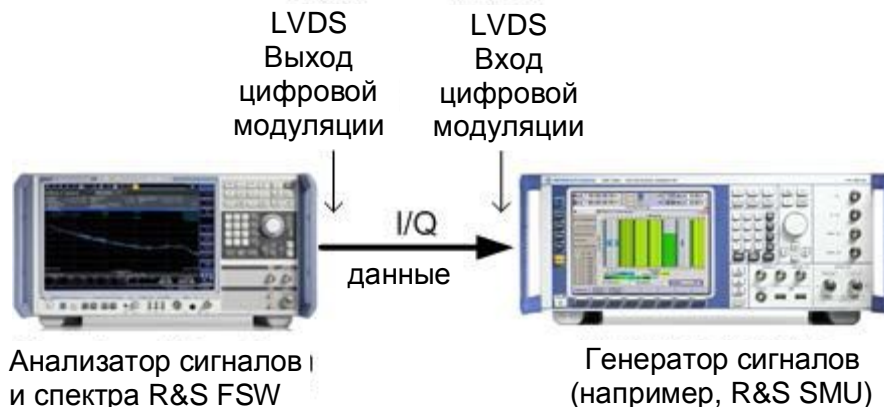 LVDS
Выход
цифровой
модуляции
LVDS
Вход
цифровой
модуляции
I/Q
данные
Анализатор сигналов
и спектра R&S FSW
Генератор сигналов
(например, R&S SMU)